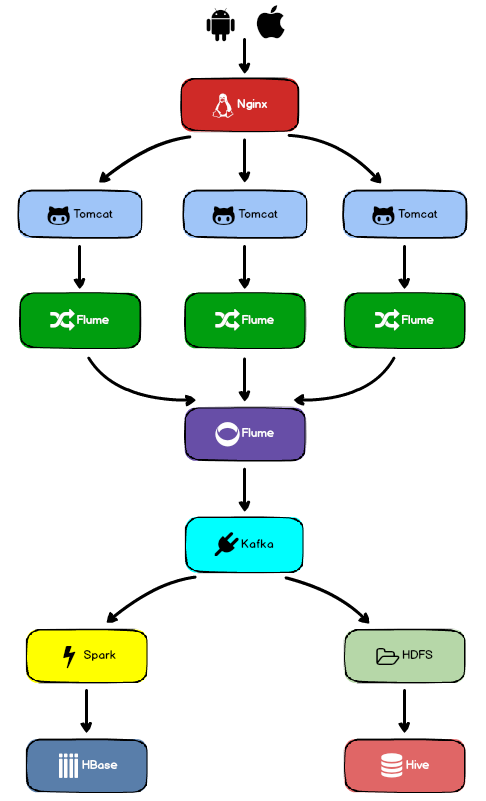 Nginx
Tomcat
Tomcat
Tomcat
Flume
Flume
Flume
Flume
Kafka
Spark
HDFS
HBase
Hive